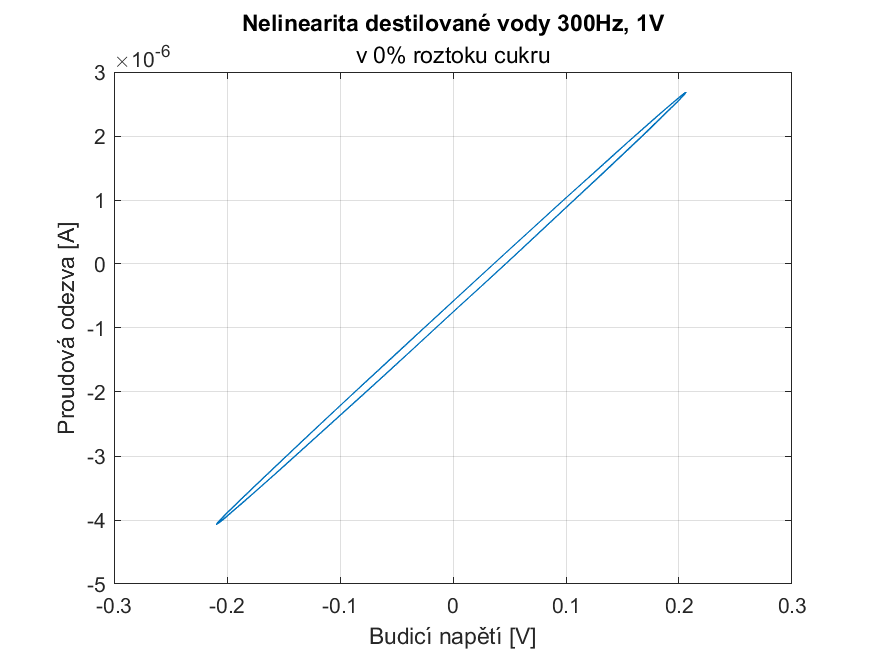 Nelinearita destilované vody 300Hz, 1V
v 0% roztoku cukru
×10-6
3
2
1
0
-1
-2
-3
-4
-5
Proudová odezva [A]
-0.3 -0.2 -0.1 0 0.1 0.2 0.3
Budicí napětí [V]